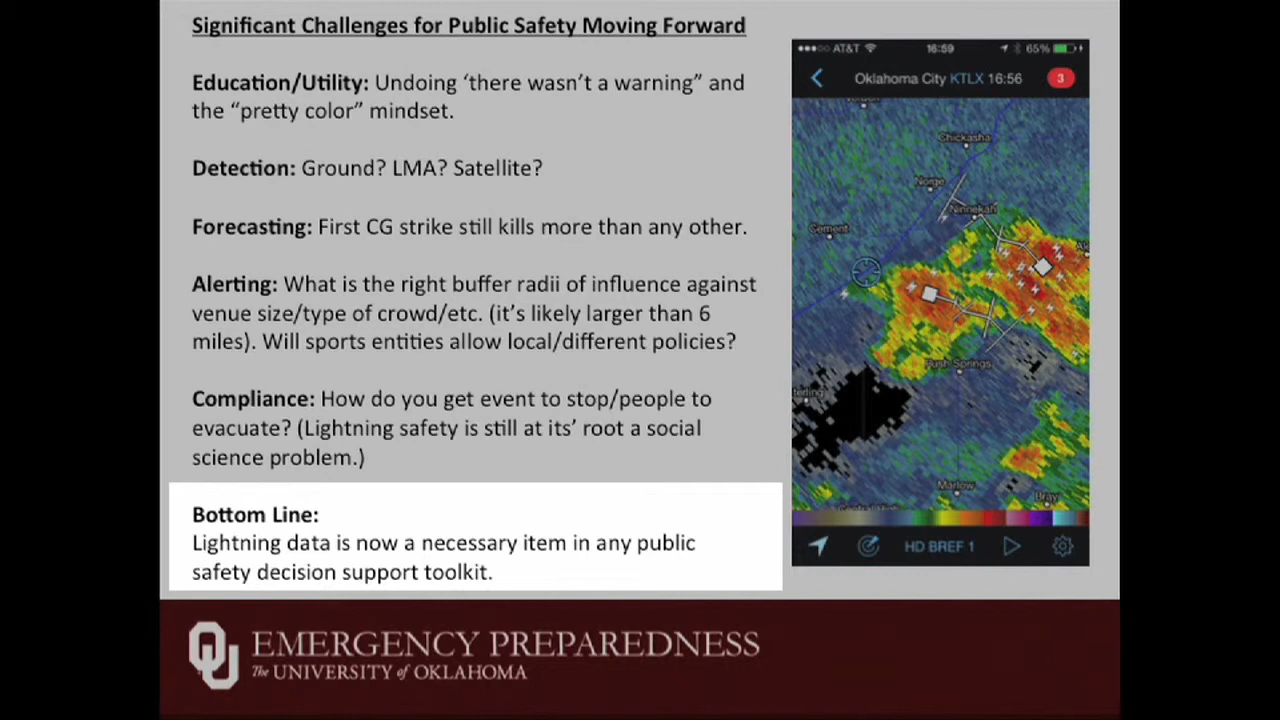 Significant Challenges for Public Safety Moving Forward
Education/Utility: Undoing ‘there wasn’t a warning” and
the “pretty color” mindset.
Detection: Ground? LMA? Satellite?
Forecasting: First CG strike still kills more than any other.
Alerting: What is the right buffer radii of influence against
venue size/type of crowd/etc. (it’s likely larger than 6
miles). Will sports entities allow local/different policies?
Compliance: How do you get event to stop/people to
evacuate? (Lightning safety is still at its’ root a social
science problem.)
Bottom Line:
Lightning data is now a necessary item in any public
safety decision support toolkit.
AT&T 16:59 65%
Oklahoma City KTLX 16:56 3
Chickasha
Norge
Ninnekah
Cement
Rush Springs
Marlow
Bray
HD BREF 1
OU EMERGENCY PREPAREDNESS
The UNIVERSITY of OKLAHOMA